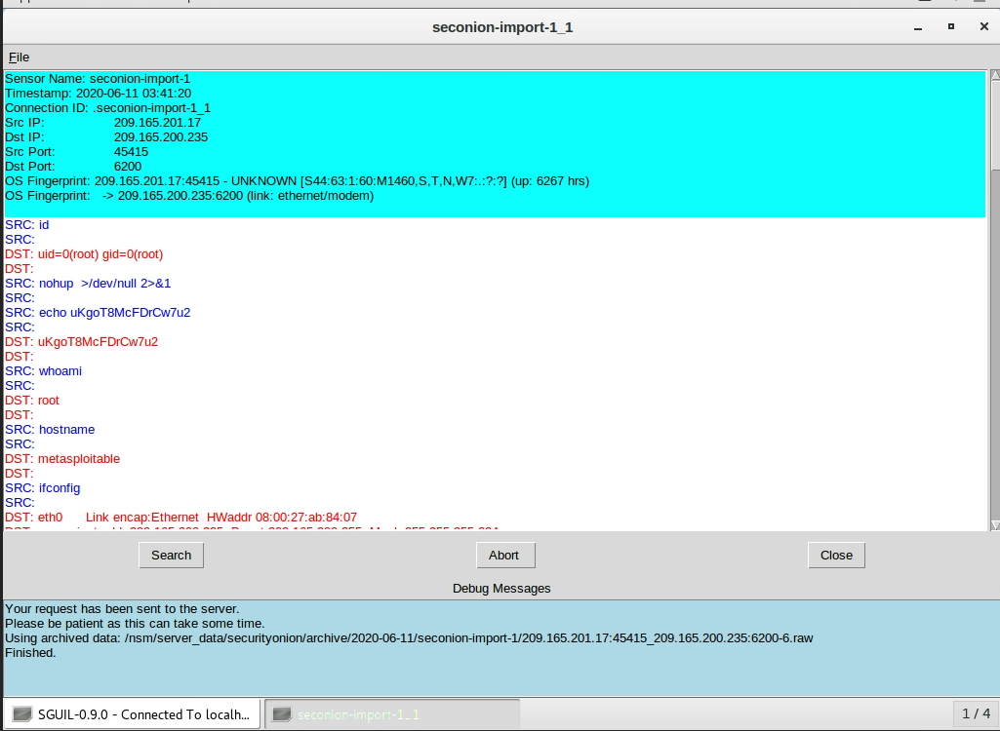 seconion-import-1_1
File
Sensor Name: seconion-import-1
Timestamp: 2020-06-11 03:41:20
Connection ID: .seconion-import-1_1
Src IP: 209.165.201.17
Dst IP: 209.165.200.235
Src Port: 45415
Dst Port: 6200
OS Fingerprint: 209.165.201.17:45415 - UNKNOWN [S44:63:1:60:M1460,S,T,N,W7:.:?:?] (up: 6267 hrs)
OS Fingerprint: -> 209.165.200.235:6200 (link: ethernet/modem)
SRC: id
SRC:
DST: uid=0(root) gid=0(root)
DST:
SRC: nohup >/dev/null 2>&1
SRC:
SRC: echo uKgoT8McFDrCw7u2
SRC:
DST: uKgoT8McFDrCw7u2
DST:
SRC: whoami
SRC:
DST: root
DST:
SRC: hostname
SRC:
DST: metasploitable
DST:
SRC: ifconfig
SRC:
DST: eth0 Link encap:Ethernet HWaddr 08:00:27:ab:84:07
Search Abort Close
Debug Messages
Your request has been sent to the server.
Please be patient as this can take some time.
Using archived data: /nsm/server_data/securityonion/archive/2020-06-11/seconion-import-1/209.165.201.17:45415_209.165.200.235:6200-6.raw
Finished.
SGUIL-0.9.0 - Connected To localh... seconion-import-1_1 1 / 4